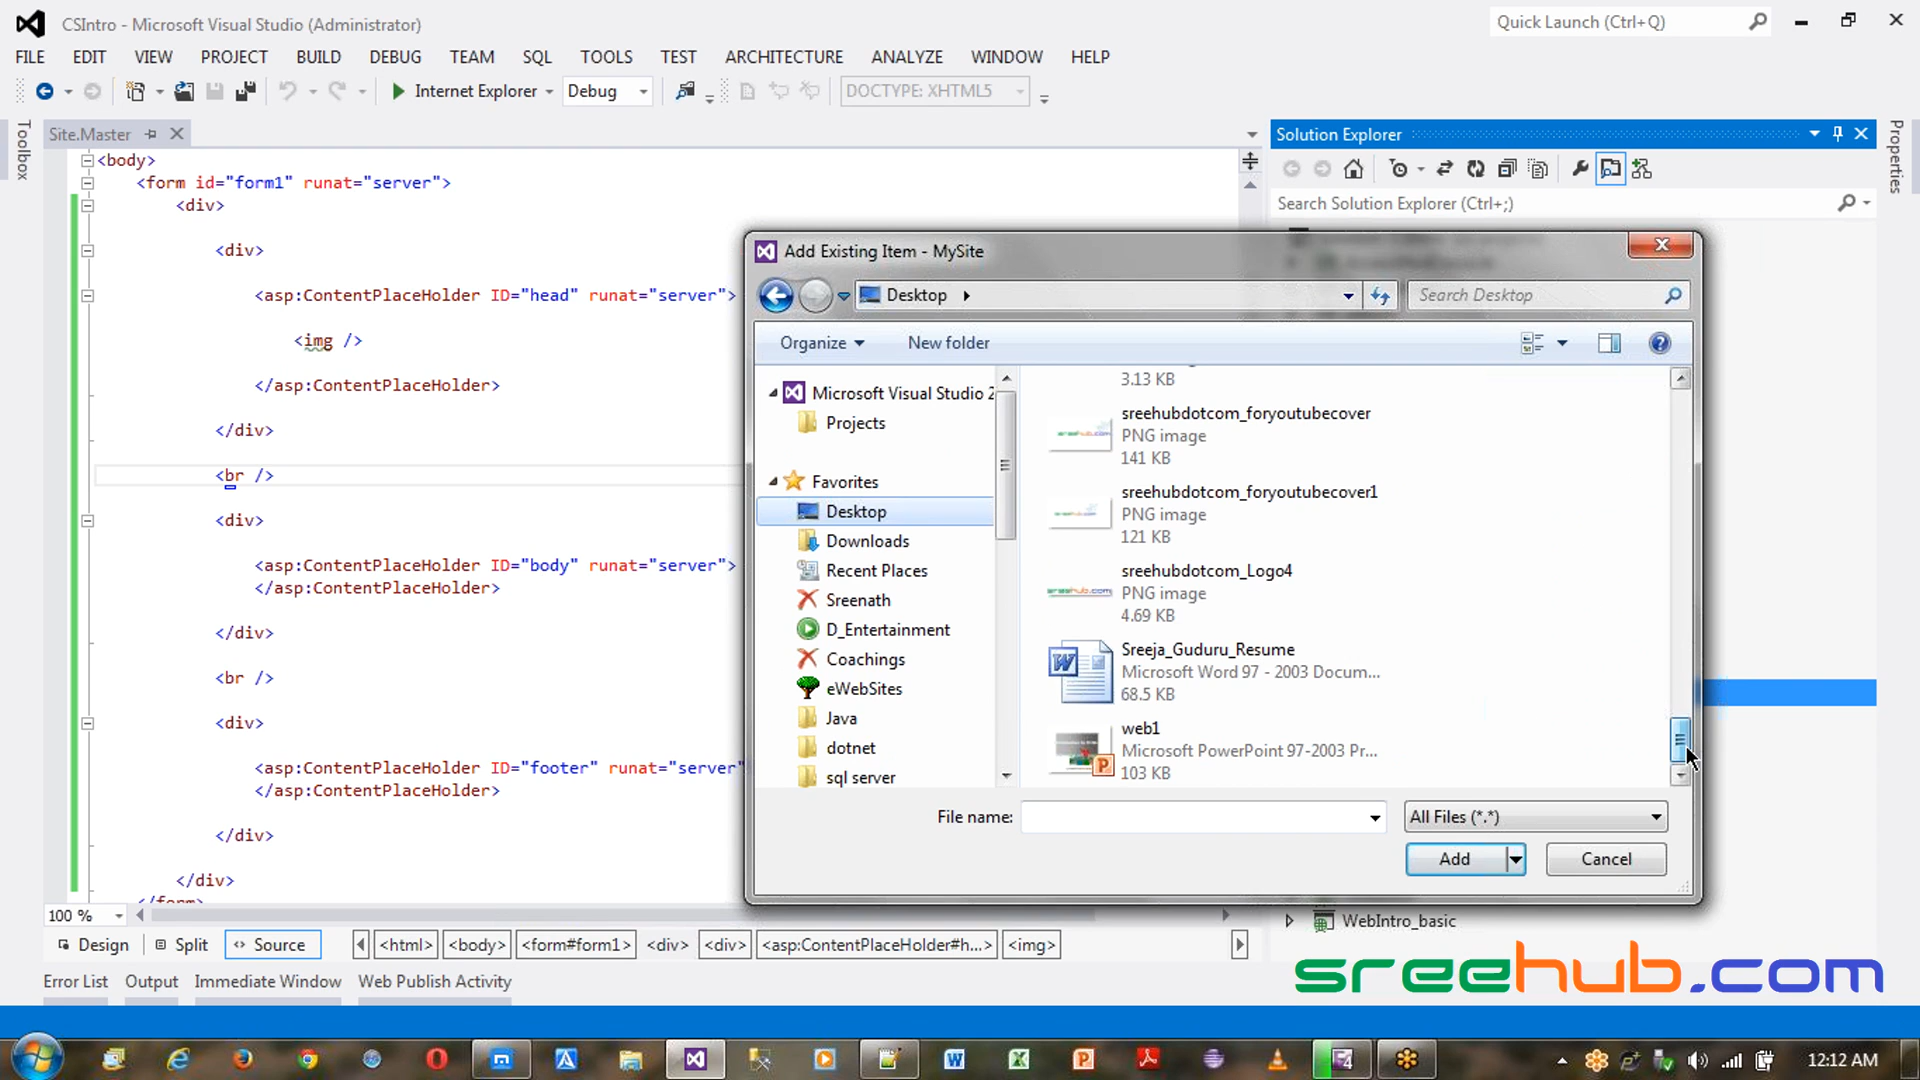 CSIntro - Microsoft Visual Studio (Administrator)
Quick Launch (Ctrl+Q)
FILE EDIT VIEW PROJECT BUILD DEBUG TEAM SQL TOOLS TEST ARCHITECTURE ANALYZE WINDOW HELP
Internet Explorer Debug DOCTYPE: XHTML5
Toolbox
Site.Master
<body>
<form id="form1" runat="server">
<div>
<div>
<asp:ContentPlaceHolder ID="head" runat="server">
<img />
</asp:ContentPlaceHolder>
</div>
<br />
<div>
<asp:ContentPlaceHolder ID="body" runat="server">
</asp:ContentPlaceHolder>
</div>
<br />
<div>
<asp:ContentPlaceHolder ID="footer" runat="server"
</asp:ContentPlaceHolder>
</div>
</div>
</form>
100 %
Design Split Source
<html> <body> <form#form1> <div> <div> <asp:ContentPlaceHolder#h...> <img>
Error List Output Immediate Window Web Publish Activity
Solution Explorer
Properties
Search Solution Explorer (Ctrl+;)
Add Existing Item - MySite
Desktop
Search Desktop
Organize New folder
Microsoft Visual Studio 2
Projects
Favorites
Desktop
Downloads
Recent Places
Sreenath
D_Entertainment
Coachings
eWebSites
Java
dotnet
sql server
3.13 KB
sreehubdotcom_foryoutubecover
PNG image
141 KB
sreehubdotcom_foryoutubecover1
PNG image
121 KB
sreehubdotcom_Logo4
PNG image
4.69 KB
Sreeja_Guduru_Resume
Microsoft Word 97 - 2003 Docum...
68.5 KB
web1
Microsoft PowerPoint 97-2003 Pr...
103 KB
File name:
All Files (*.*)
Add Cancel
WebIntro_basic
sreehub.com
12:12 AM